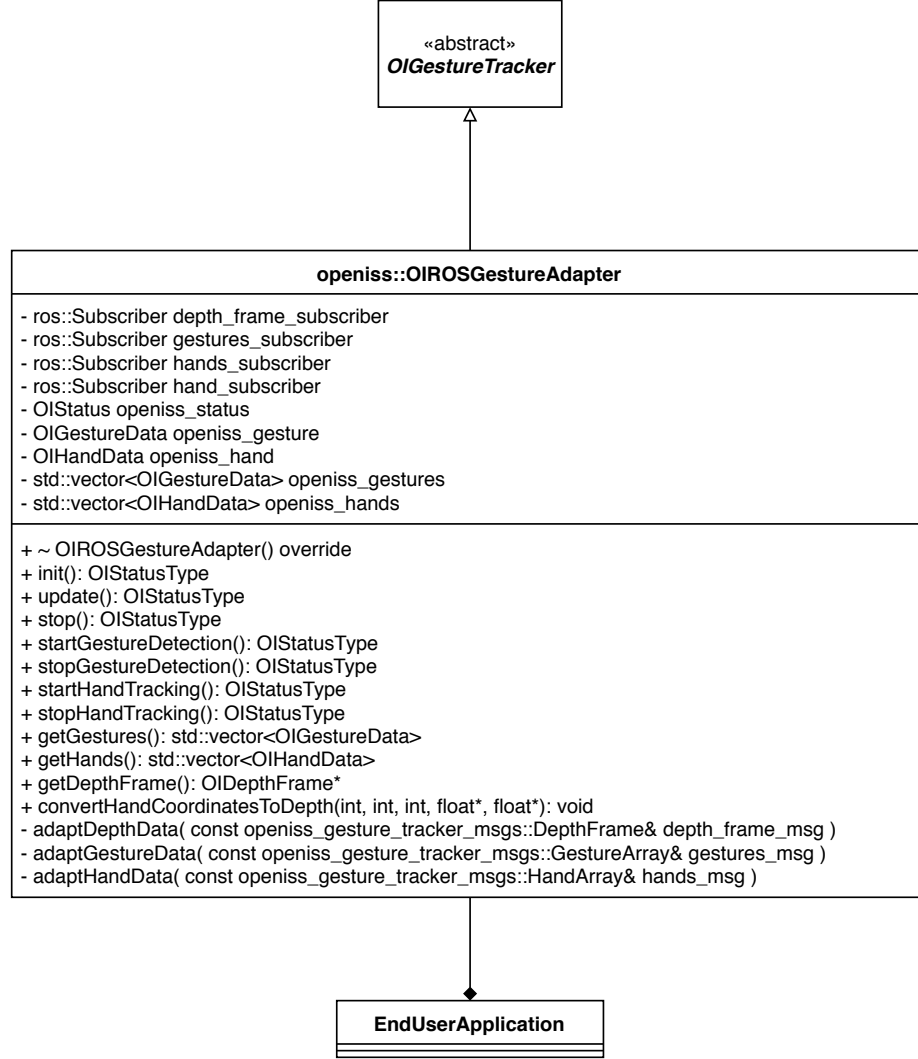 «abstract»
OIGestureTracker
openiss::OIROSGestureAdapter
- ros::Subscriber depth_frame_subscriber
- ros::Subscriber gestures_subscriber
- ros::Subscriber hands_subscriber
- ros::Subscriber hand_subscriber
- OIStatus openiss_status
- OIGestureData openiss_gesture
- OIHandData openiss_hand
- std::vector<OIGestureData> openiss_gestures
- std::vector<OIHandData> openiss_hands
+ ~ OIROSGestureAdapter() override
+ init(): OIStatusType
+ update(): OIStatusType
+ stop(): OIStatusType
+ startGestureDetection(): OIStatusType
+ stopGestureDetection(): OIStatusType
+ startHandTracking(): OIStatusType
+ stopHandTracking(): OIStatusType
+ getGestures(): std::vector<OIGestureData>
+ getHands(): std::vector<OIHandData>
+ getDepthFrame(): OIDepthFrame*
+ convertHandCoordinatesToDepth(int, int, int, float*, float*): void
- adaptDepthData( const openiss_gesture_tracker_msgs::DepthFrame& depth_frame_msg )
- adaptGestureData( const openiss_gesture_tracker_msgs::GestureArray& gestures_msg )
- adaptHandData( const openiss_gesture_tracker_msgs::HandArray& hands_msg )
EndUserApplication